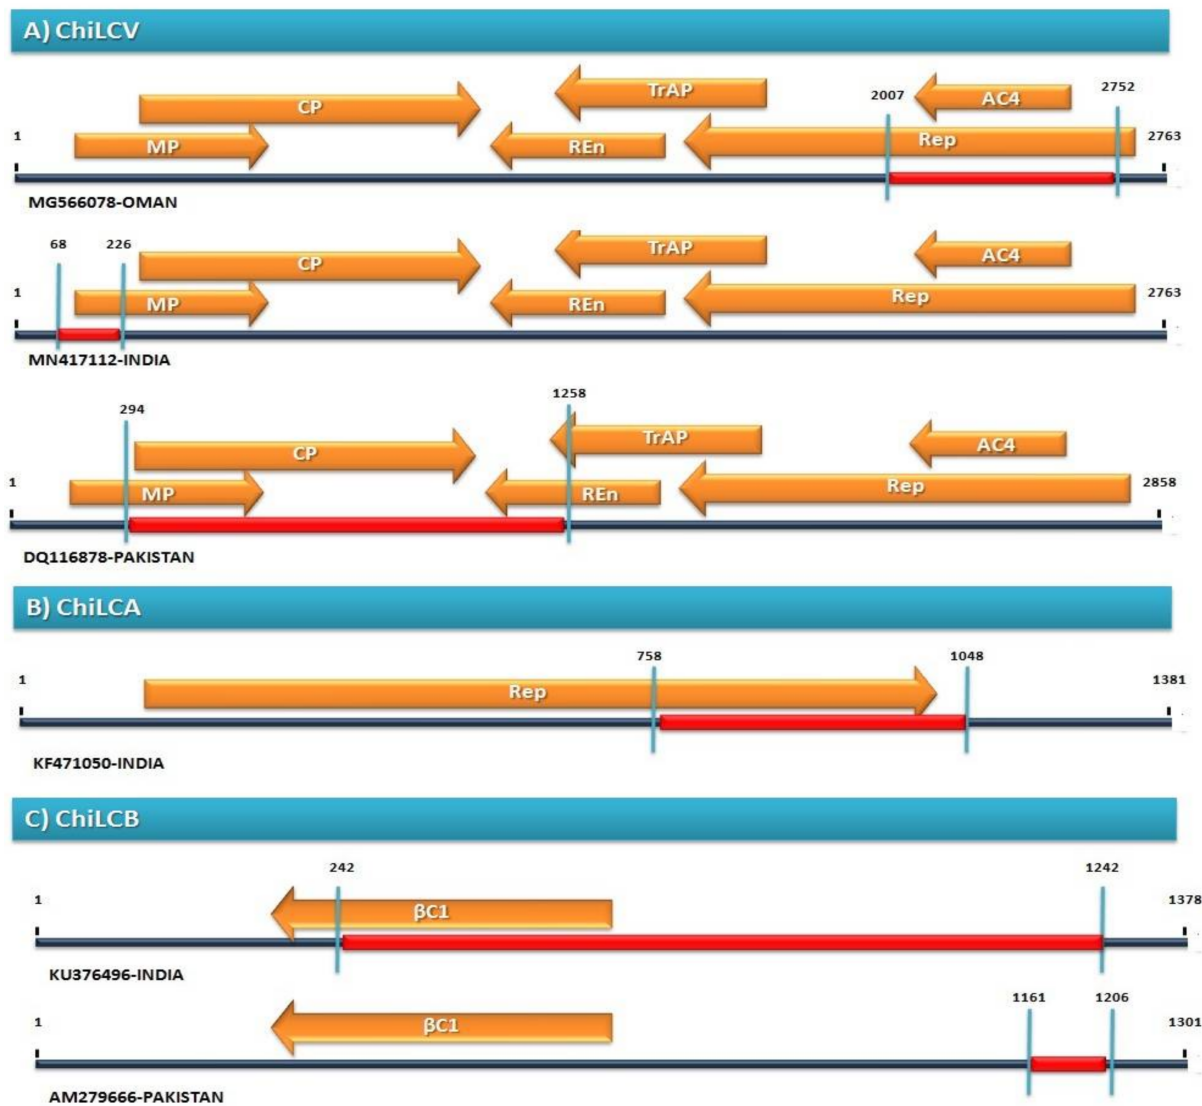 A) ChiLCV
TrAP
2007
AC4
2752
CP
1
MP
REn
Rep
2763
MG566078-OMAN
68
226
TrAP
AC4
CP
1
MP
REn
Rep
2763
MN417112-INDIA
294
1258
TrAP
AC4
CP
1
MP
REn
Rep
2858
DQ116878-PAKISTAN
B) ChiLCA
758
1048
1
Rep
1381
KF471050-INDIA
C) ChiLCB
242
1242
1
βC1
1378
KU376496-INDIA
1161
1206
1
βC1
1301
AM279666-PAKISTAN